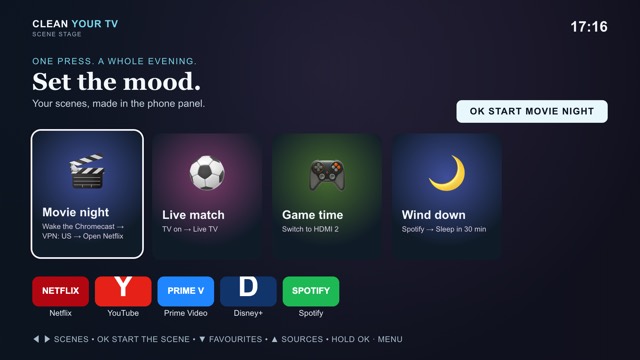 CLEAN YOUR TV
SCENE STAGE
17:16
ONE PRESS. A WHOLE EVENING.
Set the mood.
Your scenes, made in the phone panel.
OK START MOVIE NIGHT
Movie night
Wake the Chromecast →
VPN: US → Open Netflix
Live match
TV on → Live TV
Game time
Switch to HDMI 2
Wind down
Spotify → Sleep in 30 min
NETFLIX
Y
PRIME V
D
SPOTIFY
Netflix
YouTube
Prime Video
Disney+
Spotify
◀ ▶ SCENES • OK START THE SCENE • ▼ FAVOURITES • ▲ SOURCES • HOLD OK · MENU